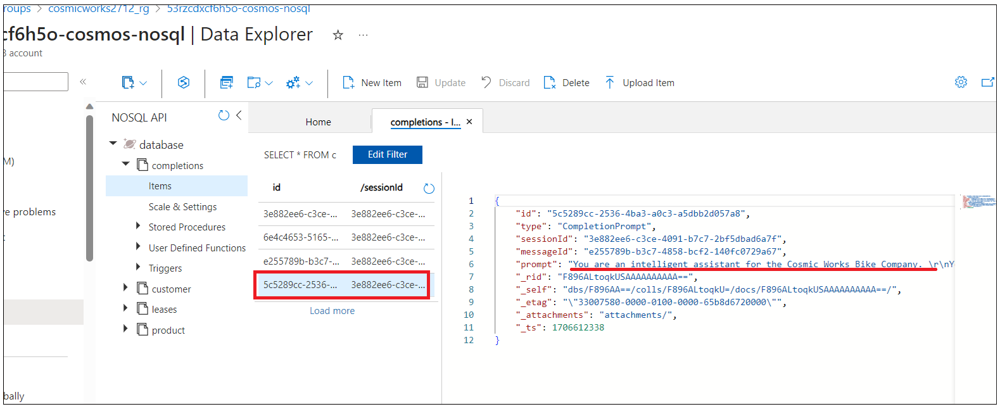 roups > cosmicworks2712_rg > 53rzcdxcf6h5o-cosmos-nosql
cf6h5o-cosmos-nosql | Data Explorer
B account
New Item
Update
Discard
Delete
Upload Item
M)
ve problems
bally
NOSQL API
database
completions
Items
Scale & Settings
Stored Procedures
User Defined Functions
Triggers
customer
leases
product
Home
completions - I...
SELECT * FROM c
Edit Filter
id /sessionId
3e882ee6-c3ce-... 3e882ee6-c3ce-...
6e4c4653-5165-... 3e882ee6-c3ce-...
e255789b-b3c7-... 3e882ee6-c3ce-...
5c5289cc-2536-... 3e882ee6-c3ce-...
Load more
1 {
2 "id": "5c5289cc-2536-4ba3-a0c3-a5dbb2d057a8",
3 "type": "CompletionPrompt",
4 "sessionId": "3e882ee6-c3ce-4091-b7c7-2bf5dbad6a7f",
5 "messageId": "e255789b-b3c7-4858-bcf2-140fc0729a67",
6 "prompt": "You are an intelligent assistant for the Cosmic Works Bike Company. \r\nY
7 "_rid": "F896ALtoqkUSAAAAAAAAAA==",
8 "_self": "dbs/F896AA==/colls/F896ALtoqkU=/docs/F896ALtoqkUSAAAAAAAAAA==/",
9 "_etag": "\"33007580-0000-0100-0000-65b8d6720000\"",
10 "_attachments": "attachments/",
11 "_ts": 1706612338
12 }